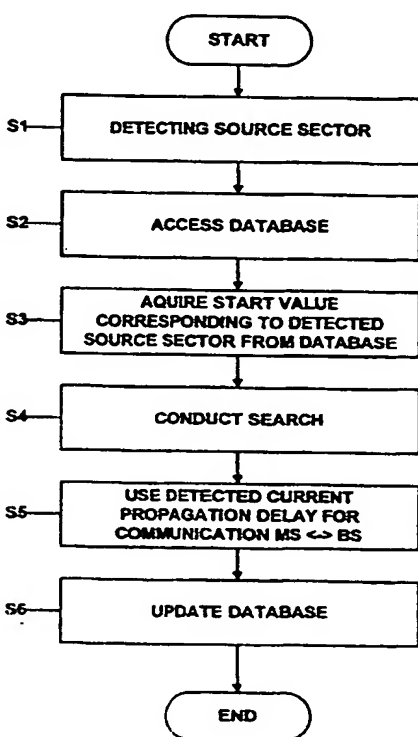 START
S1
DETECTING SOURCE SECTOR
S2
ACCESS DATABASE
S3
AQUIRE START VALUE
CORRESPONDING TO DETECTED
SOURCE SECTOR FROM DATABASE
S4
CONDUCT SEARCH
S5
USE DETECTED CURRENT
PROPAGATION DELAY FOR
COMMUNICATION MS <-> BS
S6
UPDATE DATABASE
END